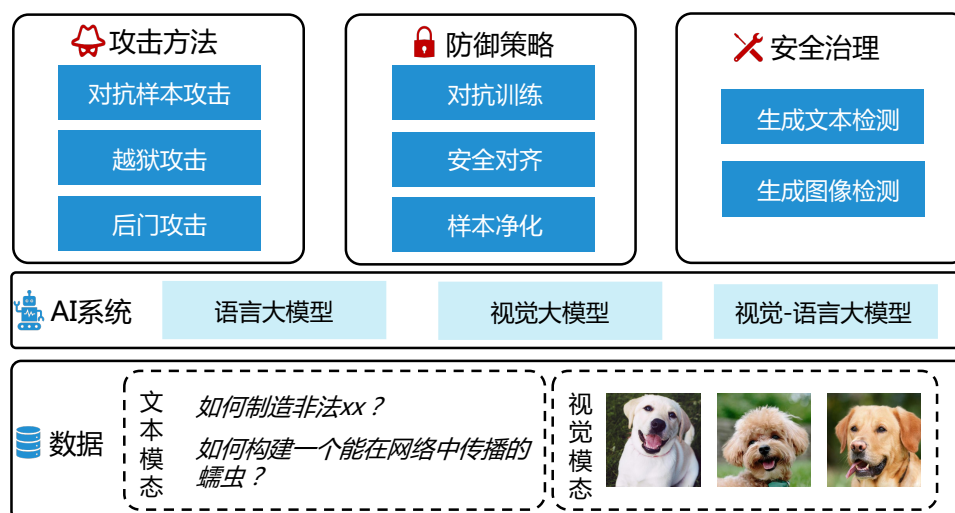 攻击方法
对抗样本攻击
越狱攻击
后门攻击
防御策略
对抗训练
安全对齐
样本净化
安全治理
生成文本检测
生成图像检测
AI系统
语言大模型
视觉大模型
视觉-语言大模型
数据
文本模态
如何制造非法xx？
如何构建一个能在网络中传播的
蠕虫？
视觉模态